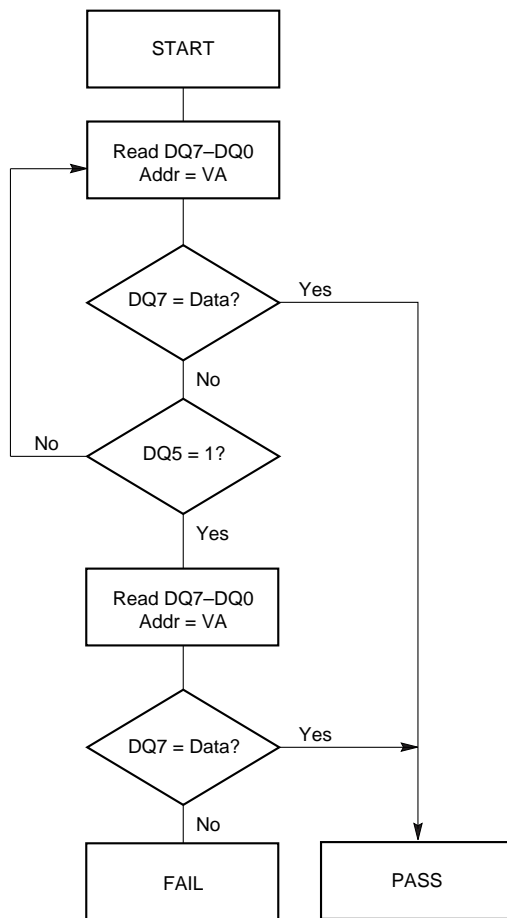 START
Read DQ7–DQ0
Addr = VA
DQ7 = Data?
Yes
No
No
DQ5 = 1?
Yes
Read DQ7–DQ0
Addr = VA
DQ7 = Data?
Yes
No
FAIL
PASS